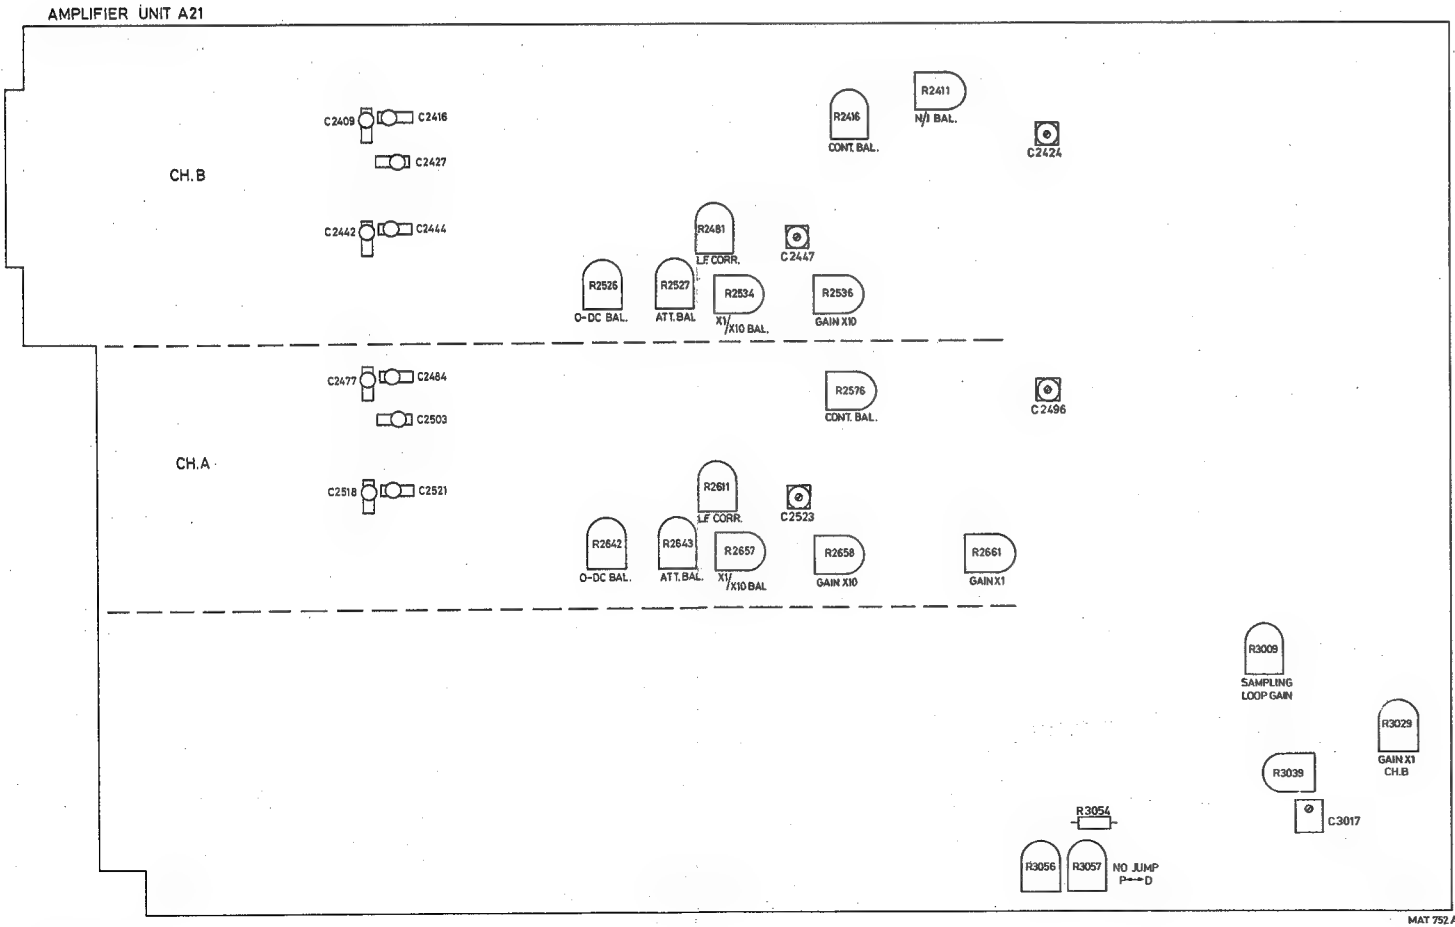 AMPLIFIER UNIT A21
R2411
N/I BAL.
R2416
CONT. BAL.
C2409
C2416
C2424
C2427
CH.B
C2442
C2444
R2481
L.F. CORR.
C2447
R2526
O-DC BAL.
R2527
ATT. BAL
R2534
X1/
/X10 BAL.
R2536
GAIN X10
C2477
C2484
C2503
R2576
CONT. BAL.
C2496
CH.A
C2518
C2521
R2611
LF CORR.
C2523
R2642
O-DC BAL.
R2643
ATT. BAL.
R2657
X1/
/X10 BAL
R2658
GAIN X10
R2661
GAIN X1
R3009
SAMPLING
LOOP GAIN
R3029
GAIN X1
CH.B
R3039
C3017
R3054
R3056
R3057
NO JUMP
P↔D
MAT 752 A